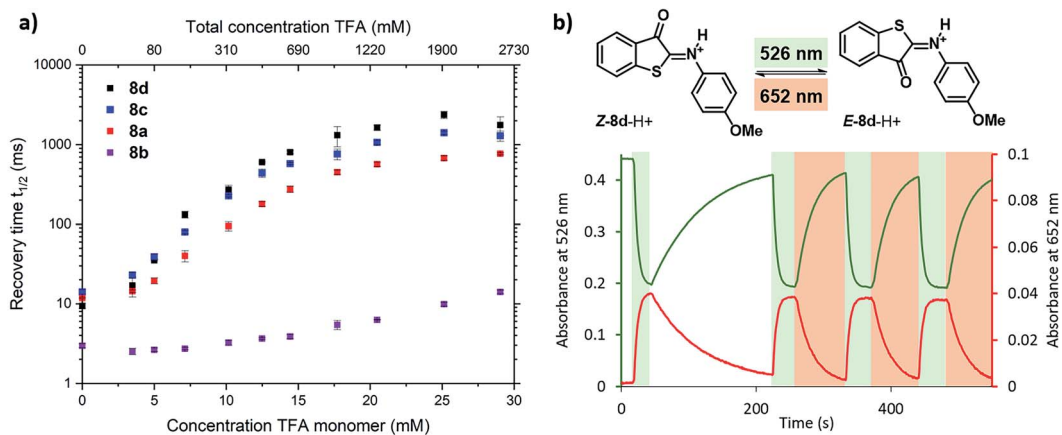 a)
Total concentration TFA (mM)
0 80 310 690 1220 1900 2730
Recovery time t1/2 (ms)
10000
1000
100
10
1
8d
8c
8a
8b
0 5 10 15 20 25 30
Concentration TFA monomer (mM)
b)
O H
N+
S
OMe
Z-8d-H+
526 nm
652 nm
S H
N+
O
OMe
E-8d-H+
Absorbance at 526 nm
0.4
0.3
0.2
0.1
0
0.1
0.08
0.06
0.04
0.02
0
Absorbance at 652 nm
0 200 400
Time (s)